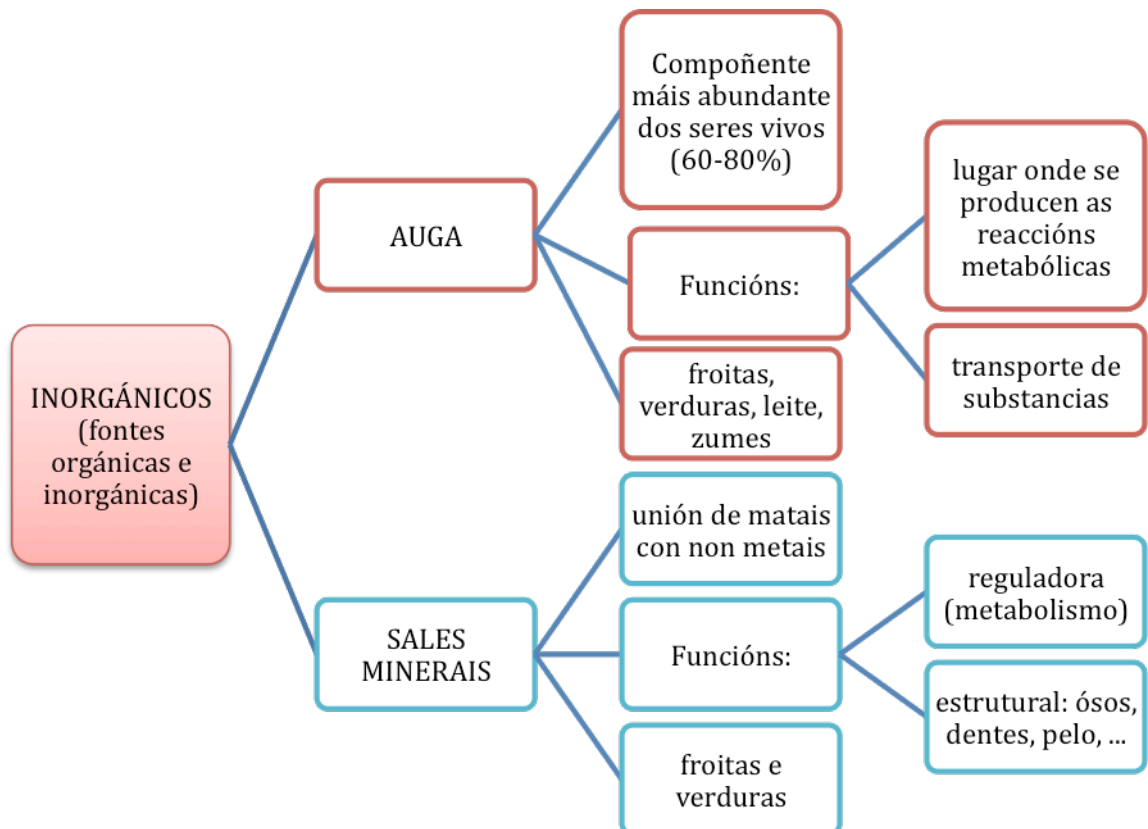 INORGÁNICOS
(fontes
orgánicas e
inorgánicas)
AUGA
Compoñente
máis abundante
dos seres vivos
(60-80%)
Funcións:
lugar onde se
producen as
reaccións
metabólicas
transporte de
substancias
froitas,
verduras, leite,
zumes
SALES
MINERAIS
unión de matais
con non metais
Funcións:
reguladora
(metabolismo)
estrutural: ósos,
dentes, pelo, ...
froitas e
verduras